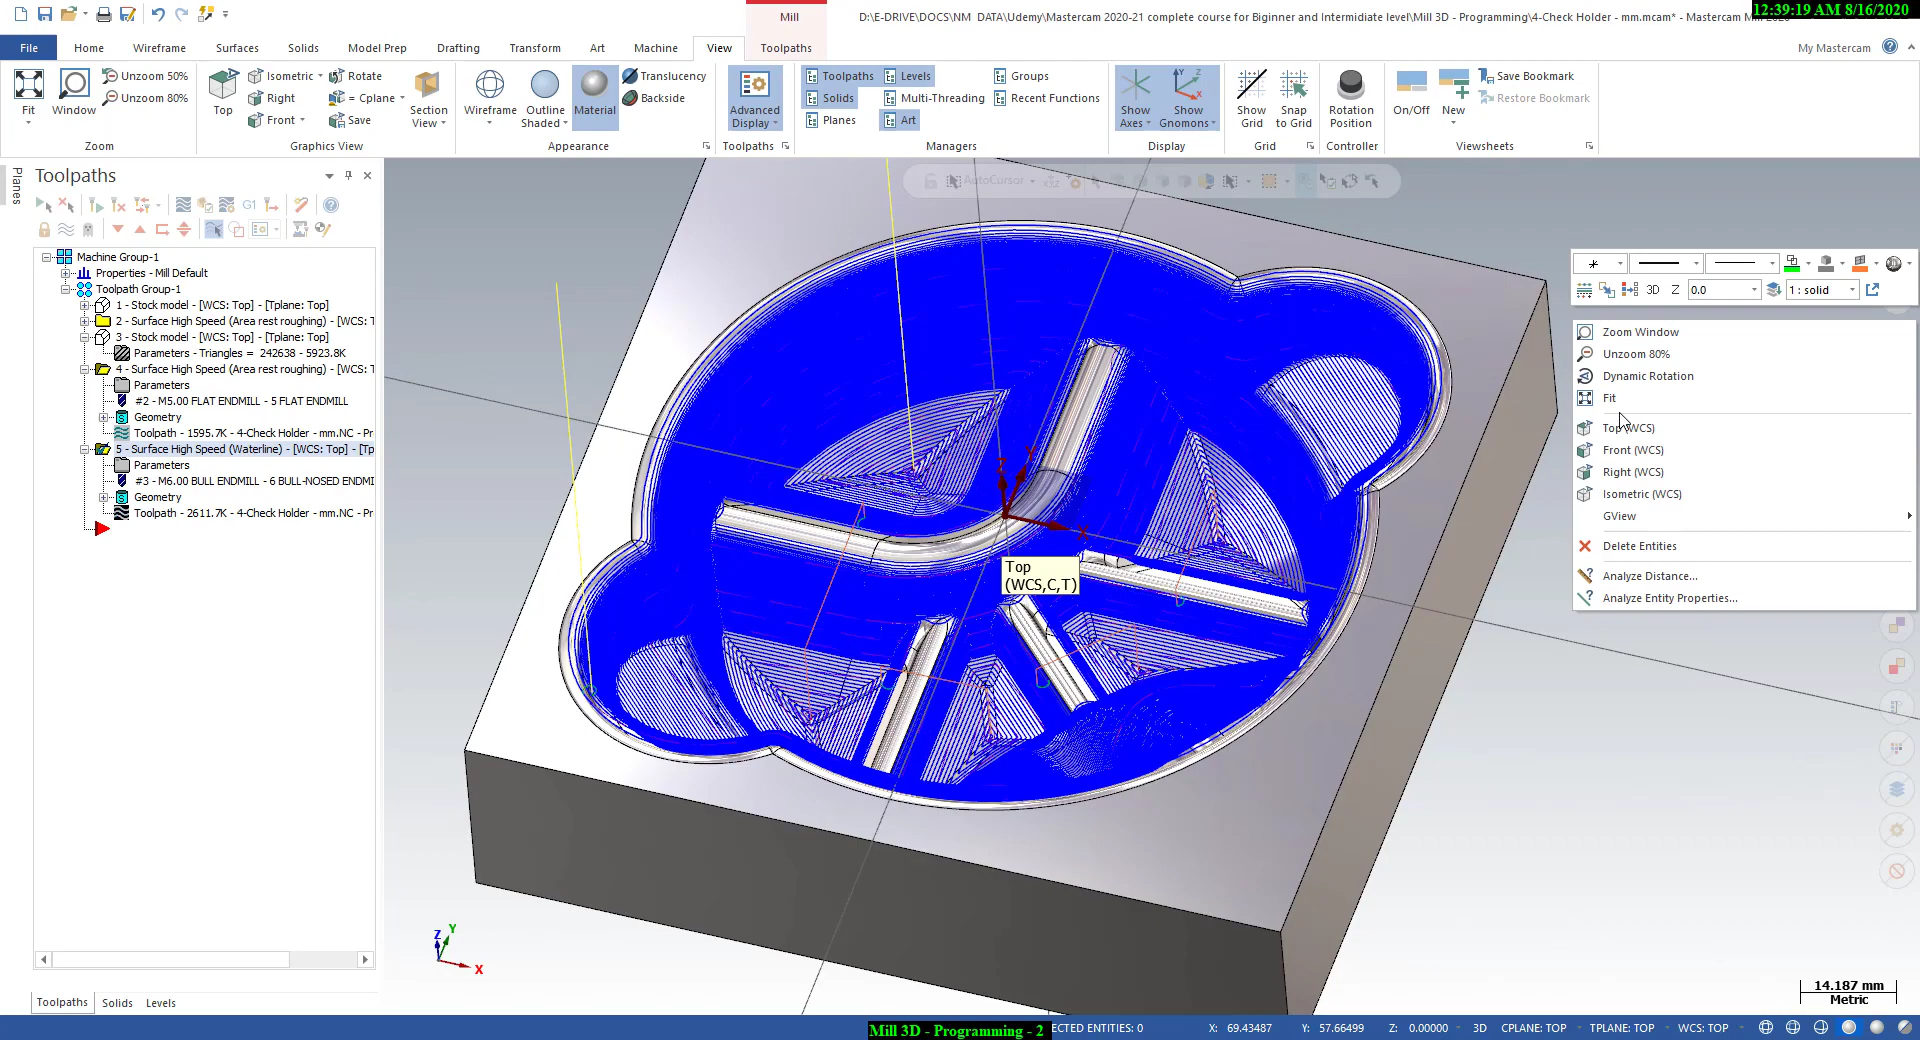 Mill
D:\E-DRIVE\DOCS\NM DATA\Udemy\Mastercam 2020-21 complete course for Biginner and Intermidiate level\Mill 3D - Programming\4-Check Holder - mm.mcam* - Mastercam
12:39:19 AM 8/16/2020
File Home Wireframe Surfaces Solids Model Prep Drafting Transform Art Machine View Toolpaths My Mastercam
Unzoom 50% Isometric Rotate Translucency Toolpaths Levels Groups Save Bookmark
Unzoom 80% Right = Cplane Backside Solids Multi-Threading Recent Functions Restore Bookmark
Front Save Planes Art
Fit Window Top Section View Wireframe Outline Shaded Material Advanced Display Show Axes Show Gnomons Show Grid Snap to Grid Rotation Position On/Off New
Zoom Graphics View Appearance Toolpaths Managers Display Grid Controller Viewsheets
Planes
Toolpaths
G1
AutoCursor
Machine Group-1
Properties - Mill Default
Toolpath Group-1
1 - Stock model - [WCS: Top] - [Tplane: Top]
2 - Surface High Speed (Area rest roughing) - [WCS: T
3 - Stock model - [WCS: Top] - [Tplane: Top]
Parameters - Triangles = 242638 - 5923.8K
4 - Surface High Speed (Area rest roughing) - [WCS: T
Parameters
#2 - M5.00 FLAT ENDMILL - 5 FLAT ENDMILL
Geometry
Toolpath - 1595.7K - 4-Check Holder - mm.NC - Pr
5 - Surface High Speed (Waterline) - [WCS: Top] - [Tp
Parameters
#3 - M6.00 BULL ENDMILL - 6 BULL-NOSED ENDMI
Geometry
Toolpath - 2611.7K - 4-Check Holder - mm.NC - Pr
3D Z 0.0 1 : solid
Zoom Window
Unzoom 80%
Dynamic Rotation
Fit
Top (WCS)
Front (WCS)
Right (WCS)
Isometric (WCS)
GView
Delete Entities
Analyze Distance...
Analyze Entity Properties...
Z Y
X
Top
(WCS,C,T)
Z Y
X
14.187 mm
Metric
Toolpaths Solids Levels
Mill 3D - Programming - 2
ECTED ENTITIES: 0 X: 69.43487 Y: 57.66499 Z: 0.00000 3D CPLANE: TOP TPLANE: TOP WCS: TOP